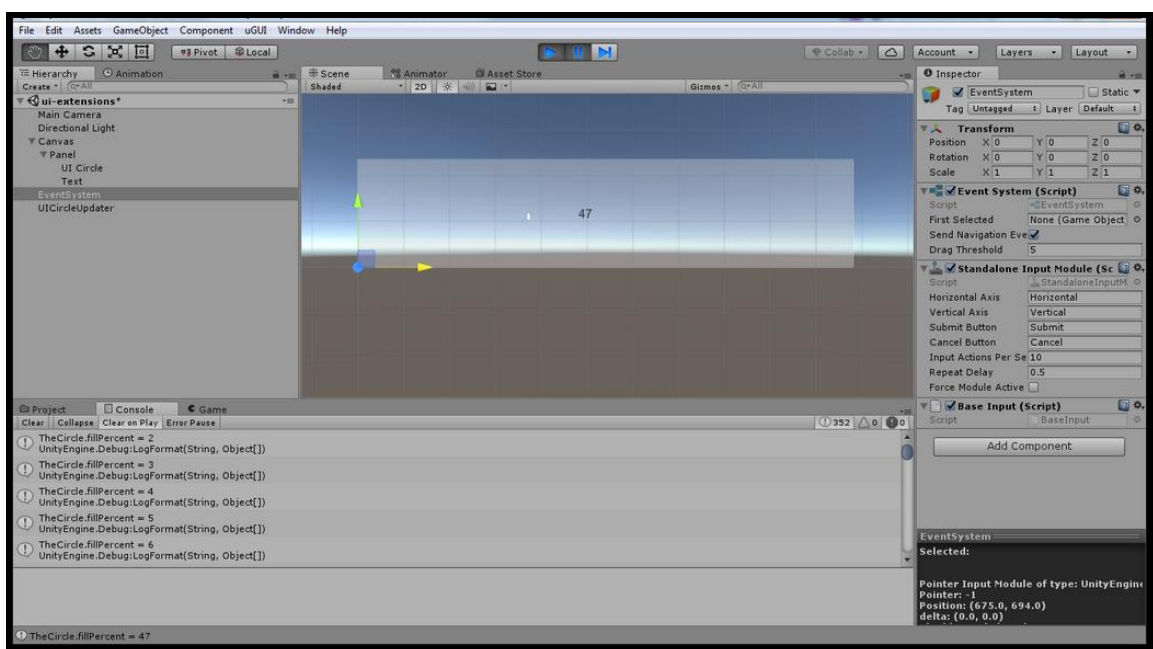 File Edit Assets GameObject Component uGUI Window Help
Pivot Local Collab Account Layers Layout
Hierarchy Animation
Create All
ui-extensions*
Main Camera
Directional Light
Canvas
Panel
UI Circle
Text
EventSystem
UICircleUpdater
Scene Animator Asset Store
Shaded 2D Gizmos All
47
Inspector
EventSystem Static
Tag Untagged Layer Default
Transform
Position X 0 Y 0 Z 0
Rotation X 0 Y 0 Z 0
Scale X 1 Y 1 Z 1
Event System (Script)
Script EventSystem
First Selected None (Game Object
Send Navigation Eve
Drag Threshold 5
Standalone Input Module (Sc
Script StandaloneInputM
Horizontal Axis Horizontal
Vertical Axis Vertical
Submit Button Submit
Cancel Button Cancel
Input Actions Per Se 10
Repeat Delay 0.5
Force Module Active
Base Input (Script)
Script BaseInput
Add Component
Project Console Game
Clear Collapse Clear on Play Error Pause 352 0 0
TheCircle.fillPercent = 2
UnityEngine.Debug:LogFormat(String, Object[])
TheCircle.fillPercent = 3
UnityEngine.Debug:LogFormat(String, Object[])
TheCircle.fillPercent = 4
UnityEngine.Debug:LogFormat(String, Object[])
TheCircle.fillPercent = 5
UnityEngine.Debug:LogFormat(String, Object[])
TheCircle.fillPercent = 6
UnityEngine.Debug:LogFormat(String, Object[])
EventSystem
Selected:
Pointer Input Module of type: UnityEngine
Pointer: -1
Position: (675.0, 694.0)
delta: (0.0, 0.0)
TheCircle.fillPercent = 47